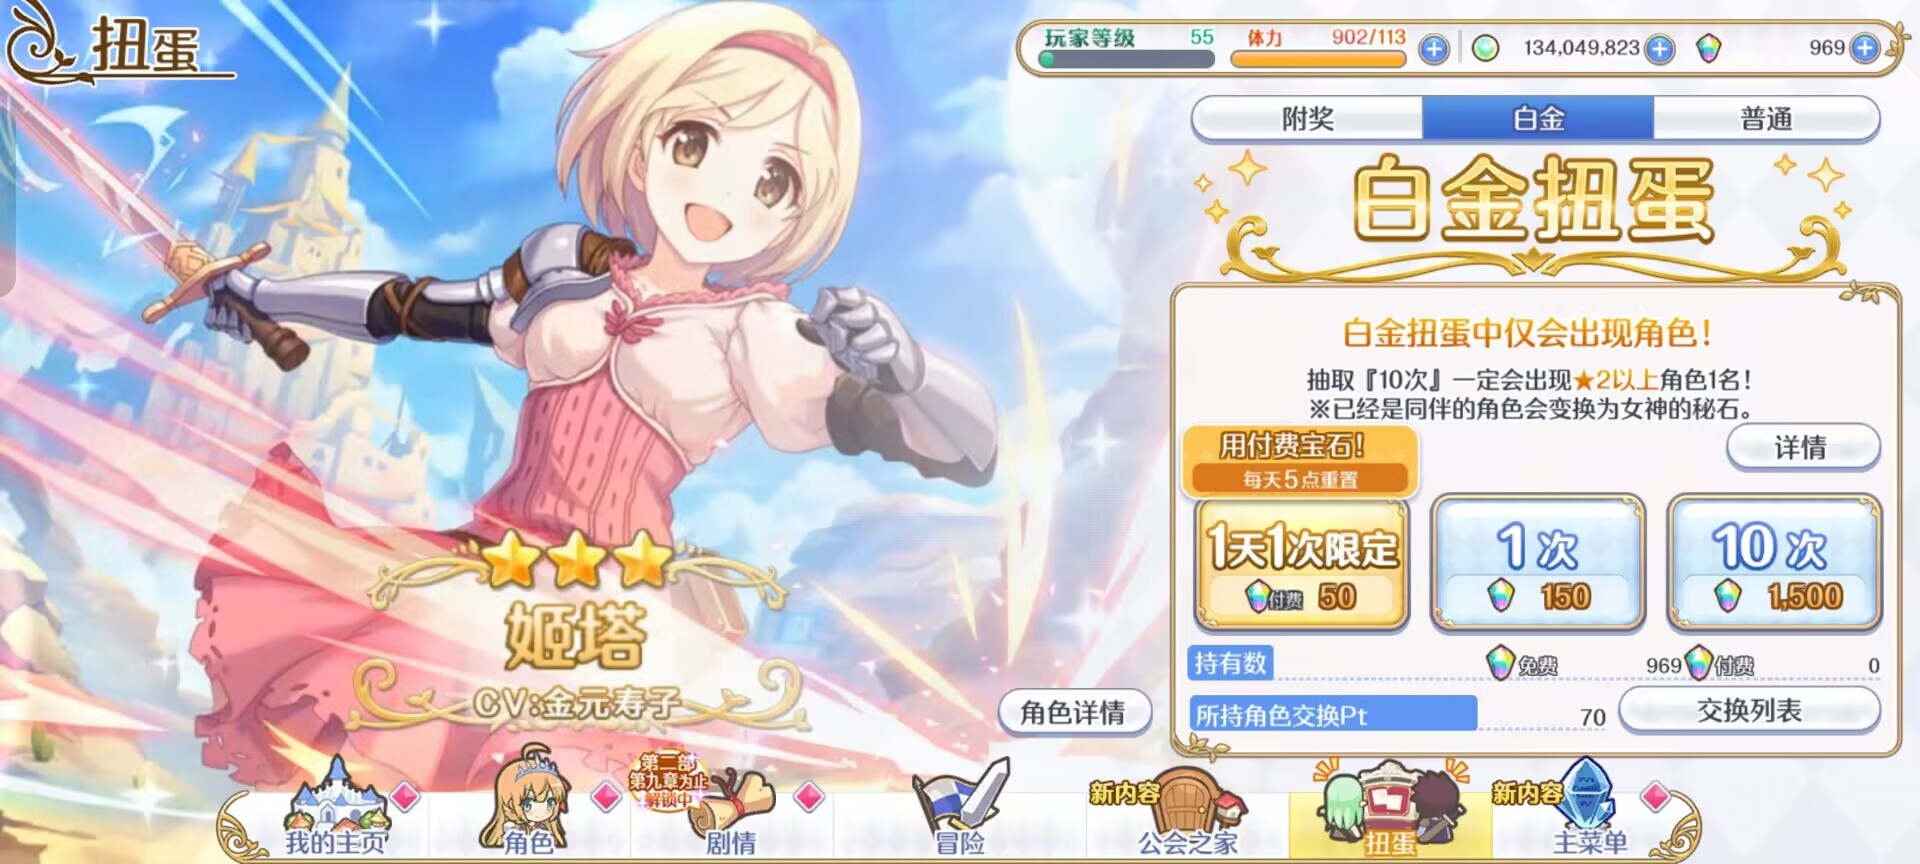 扭蛋
玩家等级 55
体力 902/113
134,049,823
969
附奖
白金
普通
白金扭蛋
白金扭蛋中仅会出现角色!
抽取『10次』一定会出现★2以上角色1名!
※已经是同伴的角色会变换为女神的秘石。
用付费宝石!
每天5点重置
详情
1天1次限定
付费 50
1次
150
10次
1,500
持有数
免费 969
付费 0
所持角色交换Pt 70
交换列表
姬塔
CV:金元寿子
角色详情
我的主页
角色
第二部
第九章为止
解锁中
剧情
冒险
新内容
公会之家
扭蛋
新内容
主菜单